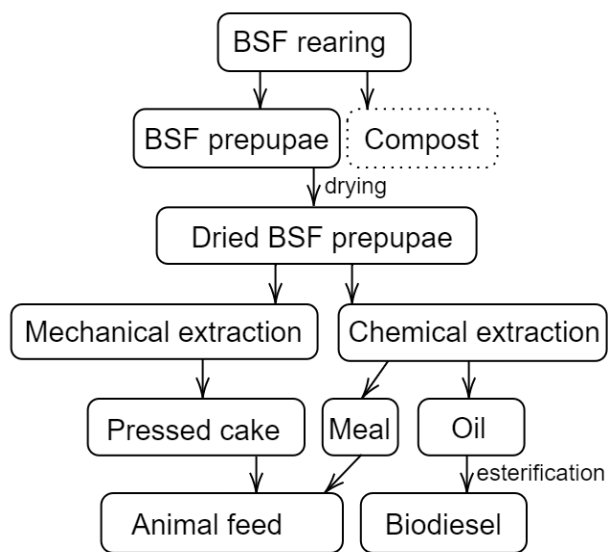 BSF rearing
BSF prepupae
Compost
drying
Dried BSF prepupae
Mechanical extraction
Chemical extraction
Pressed cake
Meal
Oil
esterification
Animal feed
Biodiesel